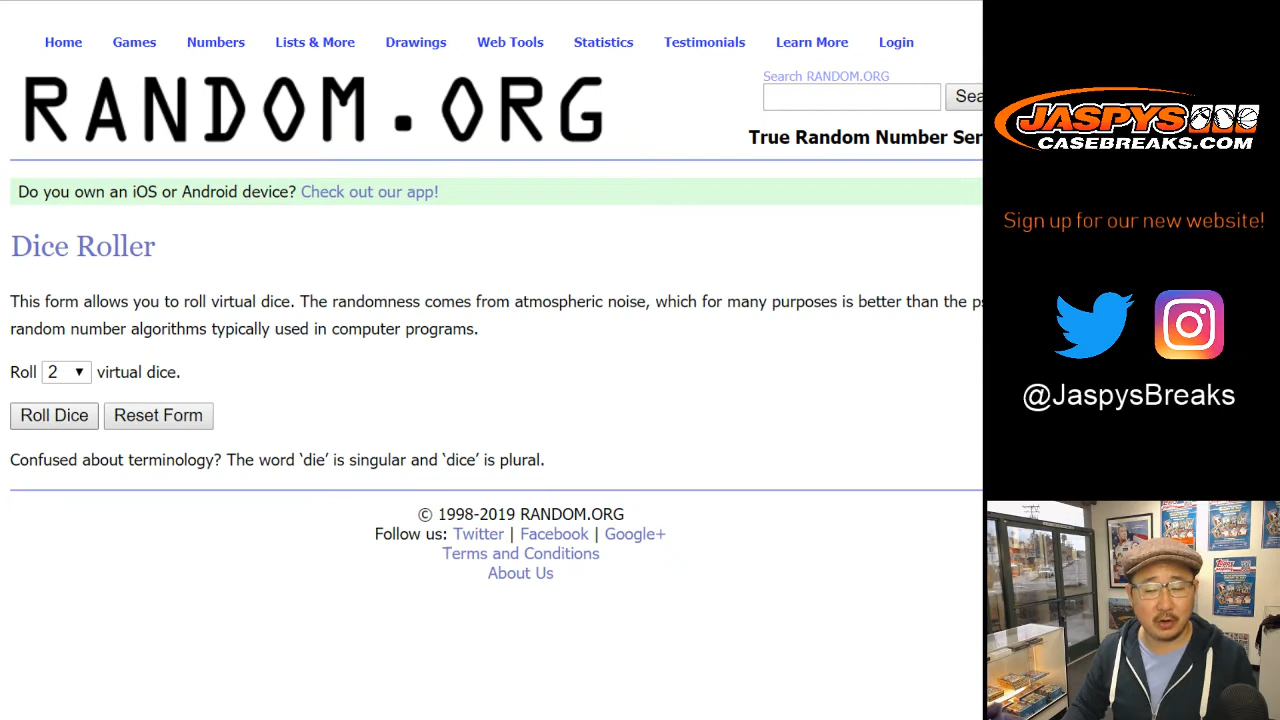 Home Games Numbers Lists & More Drawings Web Tools Statistics Testimonials Learn More Login
RANDOM.ORG
Search RANDOM.ORG
Sea
True Random Number Ser
Do you own an iOS or Android device? Check out our app!
Dice Roller
This form allows you to roll virtual dice. The randomness comes from atmospheric noise, which for many purposes is better than the ps
random number algorithms typically used in computer programs.
Roll 2 virtual dice.
Roll Dice Reset Form
Confused about terminology? The word ‘die’ is singular and ‘dice’ is plural.
© 1998-2019 RANDOM.ORG
Follow us: Twitter | Facebook | Google+
Terms and Conditions
About Us
JASPYS
CASEBREAKS.COM
Sign up for our new website!
@JaspysBreaks